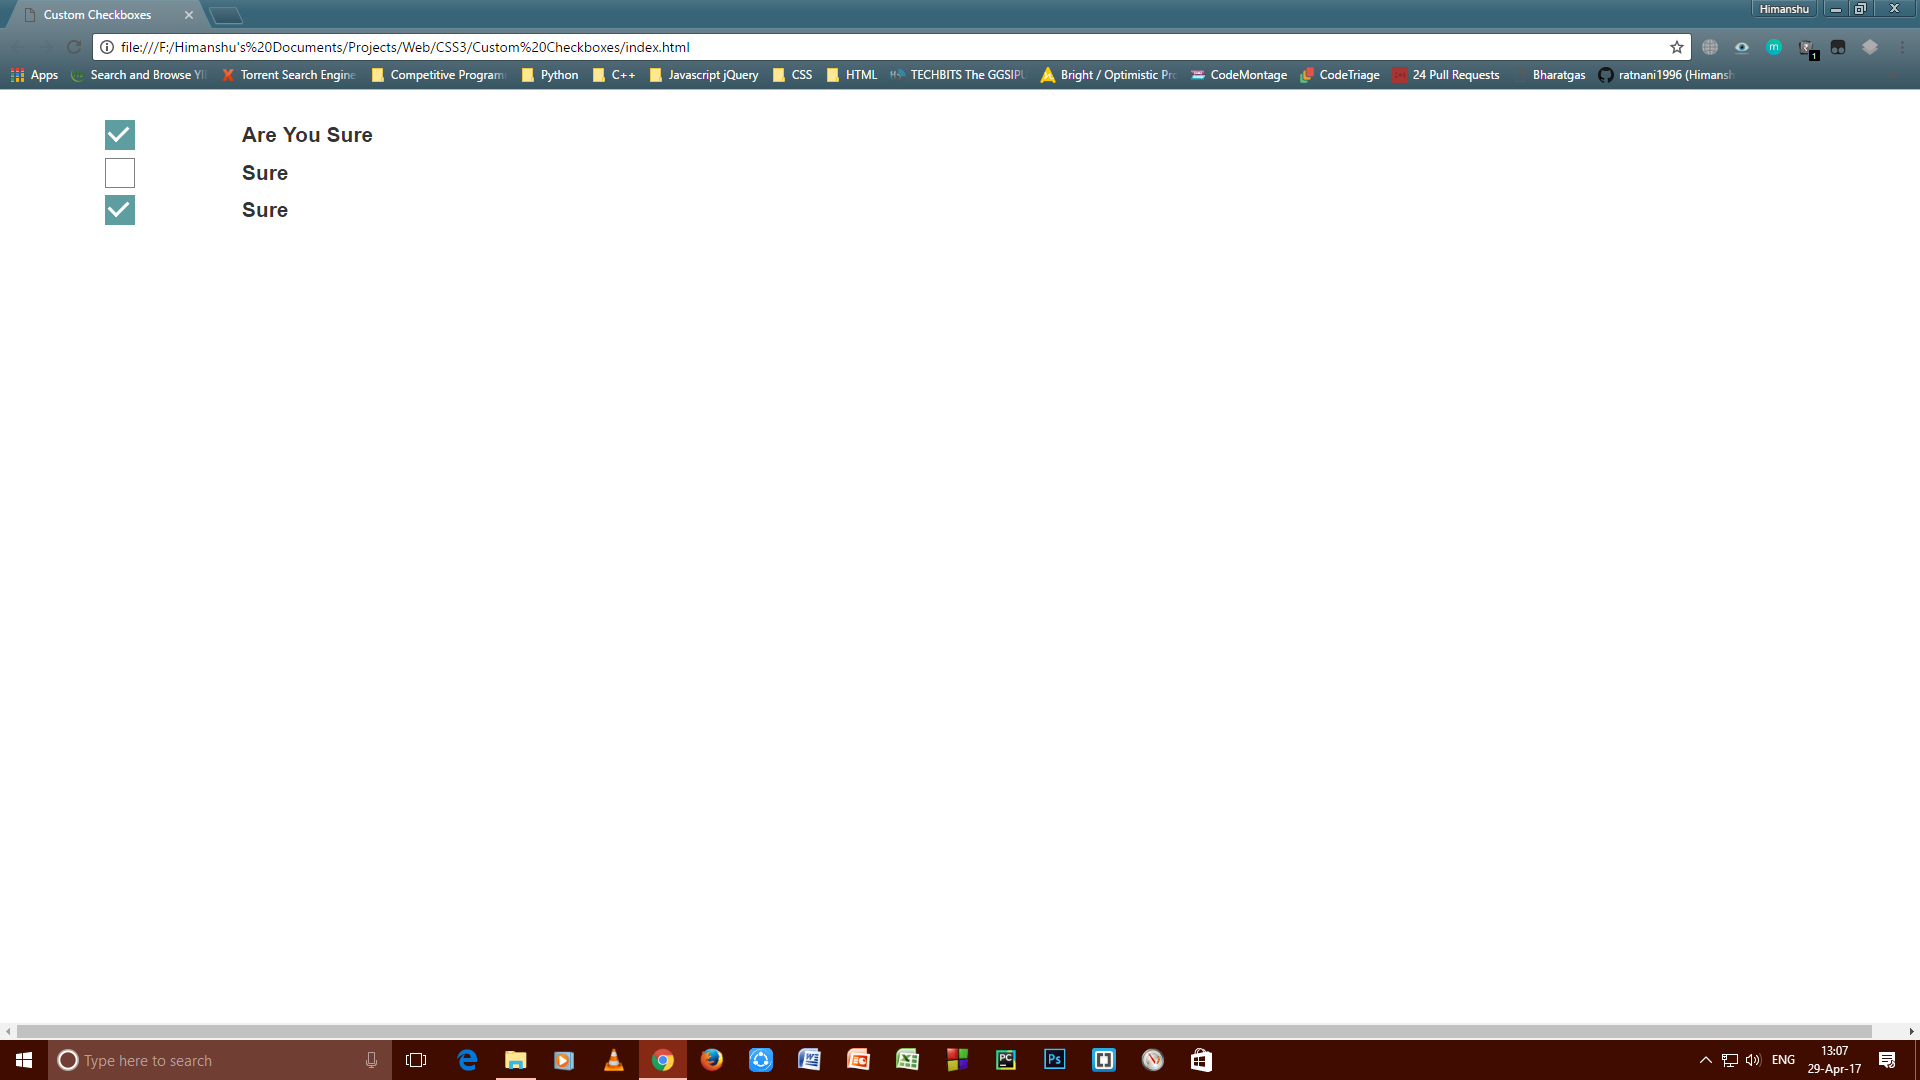 Custom Checkboxes
Himanshu
file:///F:/Himanshu's%20Documents/Projects/Web/CSS3/Custom%20Checkboxes/index.html
m
1
Apps Search and Browse YI Torrent Search Engine Competitive Program Python C++ Javascript jQuery CSS HTML TECHBITS The GGSIPU Bright / Optimistic Pr CodeMontage CodeTriage 24 Pull Requests Bharatgas ratnani1996 (Himansh
Are You Sure
Sure
Sure
Type here to search
PC
Ps
ENG
13:07
29-Apr-17